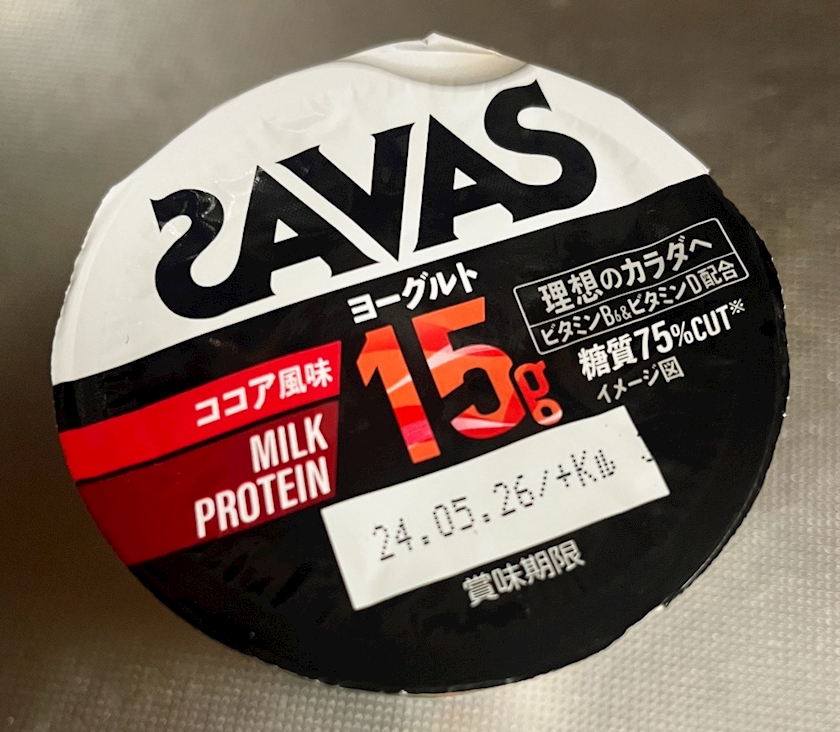 SAVAS
ヨーグルト
15g
理想のカラダへ
ビタミンB6&ビタミンD配合
糖質75%CUT※
イメージ図
ココア風味
MILK
PROTEIN
24.05.26/+K
賞味期限